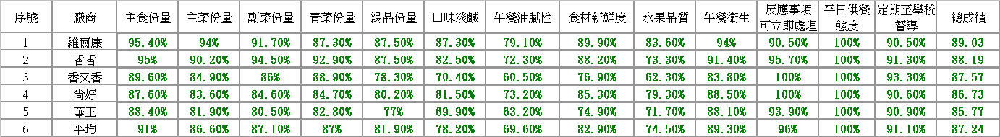 序號 廠商 主食份量 主菜份量 副菜份量 青菜份量 湯品份量 口味淡鹹 午餐油膩性 食材新鮮度 水果品質 午餐衛生 反應事項可立即處理 平日供餐態度 定期至學校督導 總成績
1 維爾康 95.40% 94% 91.70% 87.30% 87.50% 87.30% 79.10% 89.90% 83.60% 94% 90.50% 100% 90.50% 89.03
2 香香 95% 90.20% 94.50% 92.90% 87.50% 82.50% 72.30% 88.20% 73.30% 91.40% 95.70% 100% 91.30% 88.19
3 香又香 89.60% 84.90% 86% 88.90% 78.30% 70.40% 60.50% 76.90% 62.30% 83.80% 100% 100% 93.30% 87.57
4 尚好 87.60% 83.60% 84.60% 84.70% 80.20% 81.50% 73.20% 85.30% 79.30% 88.50% 100% 100% 90.60% 86.73
5 華王 88.40% 81.90% 80.50% 82.80% 77% 69.90% 63.20% 74.90% 71.70% 88.10% 93.90% 100% 90.90% 85.77
6 平均 91% 86.60% 87.10% 87% 81.90% 78.20% 69.60% 82.90% 74.50% 89.30% 96% 100% 91.10% 87.24